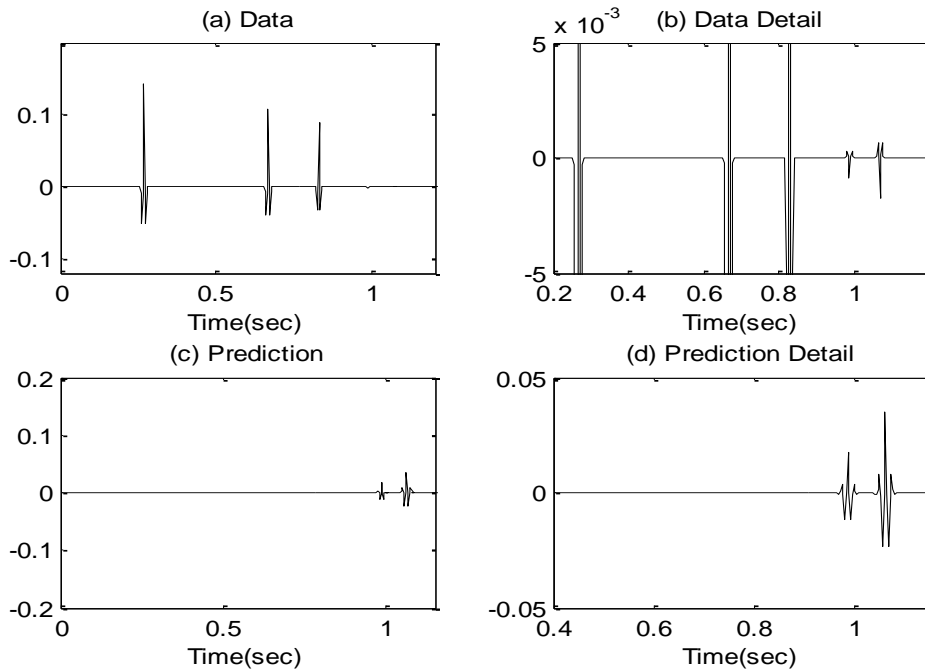 (a) Data
0.1
0
-0.1
0 0.5 1
Time(sec)
(b) Data Detail
x 10⁻³
5
0
-5
0.2 0.4 0.6 0.8 1
Time(sec)
(c) Prediction
0.2
0.1
0
-0.1
-0.2
0 0.5 1
Time(sec)
(d) Prediction Detail
0.05
0
-0.05
0.4 0.6 0.8 1
Time(sec)